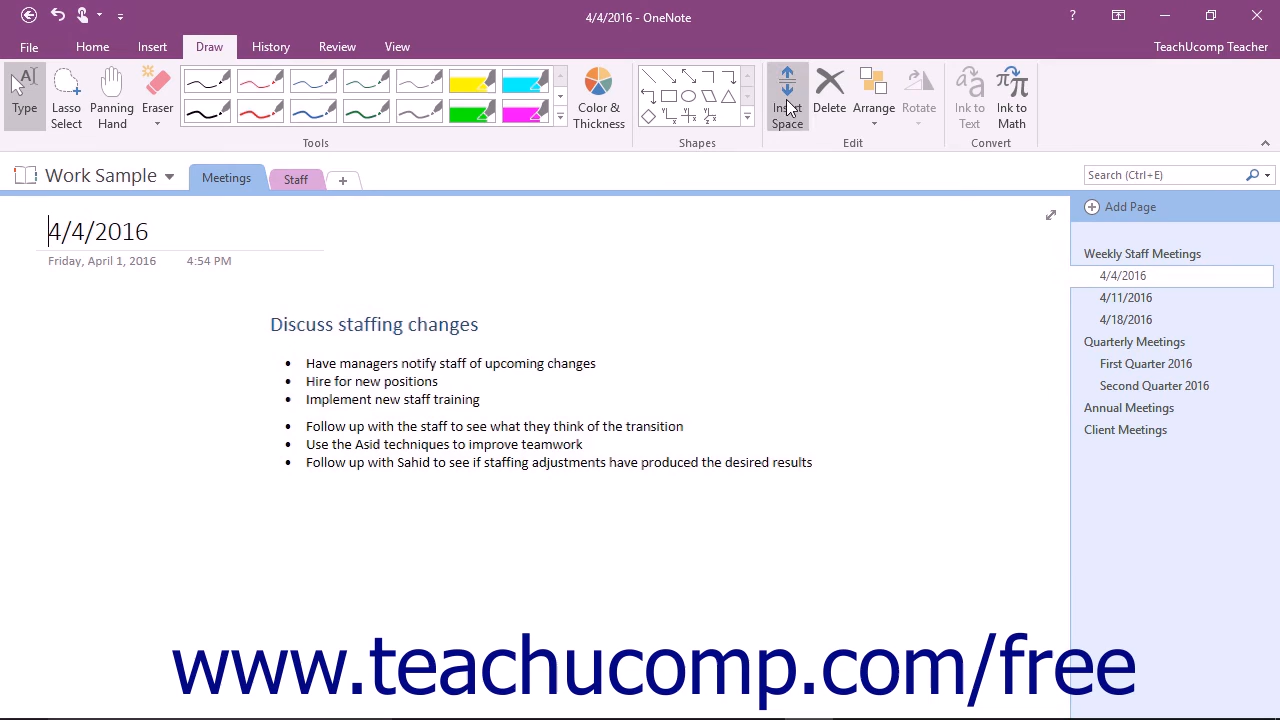 4/4/2016 - OneNote
?
File Home Insert Draw History Review View TeachUcomp Teacher
Type
Lasso Select
Panning Hand
Eraser
Color & Thickness
Insert Space
Delete
Arrange
Rotate
Ink to Text
Ink to Math
Tools Shapes Edit Convert
Work Sample Meetings Staff + Search (Ctrl+E)
4/4/2016
Friday, April 1, 2016 4:54 PM
Discuss staffing changes
• Have managers notify staff of upcoming changes
• Hire for new positions
• Implement new staff training
• Follow up with the staff to see what they think of the transition
• Use the Asid techniques to improve teamwork
• Follow up with Sahid to see if staffing adjustments have produced the desired results
Add Page
Weekly Staff Meetings
4/4/2016
4/11/2016
4/18/2016
Quarterly Meetings
First Quarter 2016
Second Quarter 2016
Annual Meetings
Client Meetings
www.teachucomp.com/free